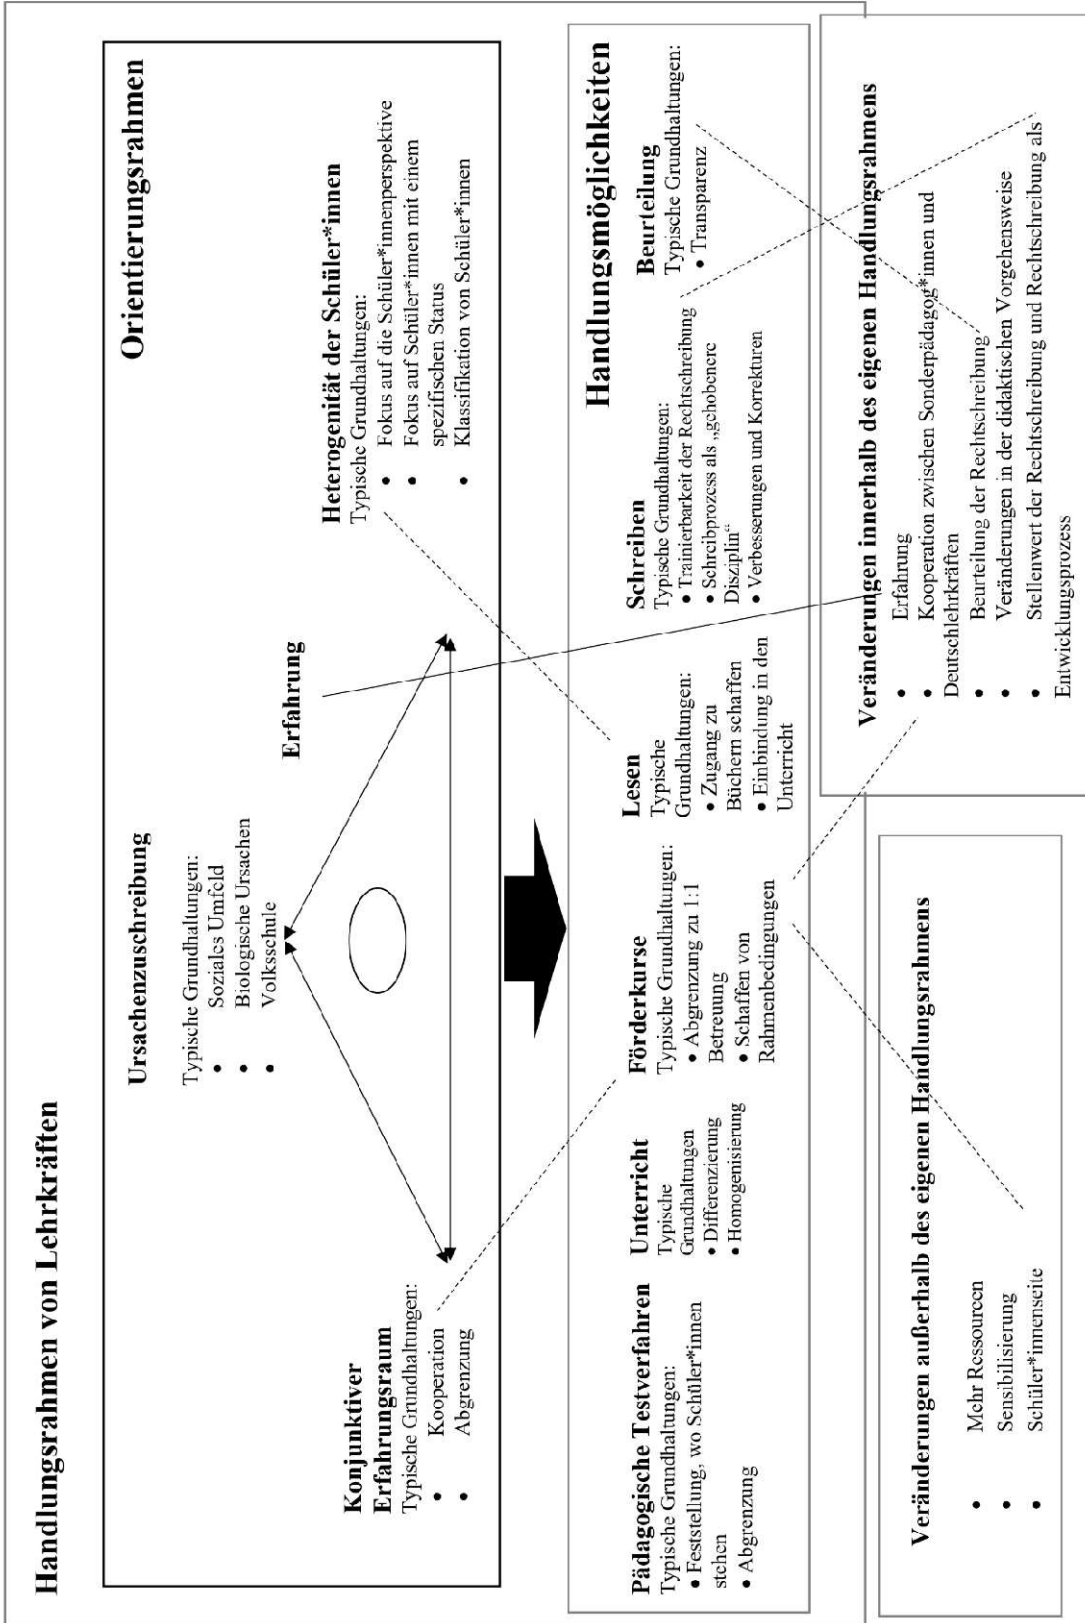 Handlungsrahmen von Lehrkräften
Orientierungsrahmen
Ursachenzuschreibung
Typische Grundhaltungen:
• Soziales Umfeld
• Biologische Ursachen
• Volksschule
Erfahrung
Konjunktiver
Erfahrungsraum
Typische Grundhaltungen:
• Kooperation
• Abgrenzung
Heterogenität der Schüler*innen
Typische Grundhaltungen:
• Fokus auf die Schüler*innenperspektive
• Fokus auf Schüler*innen mit einem
spezifischen Status
• Klassifikation von Schüler*innen
Handlungsmöglichkeiten
Pädagogische Testverfahren
Typische Grundhaltungen:
• Feststellung, wo Schüler*innen
stehen
• Abgrenzung
Unterricht
Typische
Grundhaltungen
• Differenzierung
• Homogenisierung
Förderkurse
Typische Grundhaltungen:
• Abgrenzung zu 1:1
Betreuung
• Schaffen von
Rahmenbedingungen
Lesen
Typische
Grundhaltungen:
• Zugang zu
Büchern schaffen
• Einbindung in den
Unterricht
Schreiben
Typische Grundhaltungen:
• Trainierbarkeit der Rechtschreibung
• Schreibprozess als „gehobenere
Disziplin“
• Verbesserungen und Korrekturen
Beurteilung
Typische Grundhaltungen:
• Transparenz
Veränderungen außerhalb des eigenen Handlungsrahmens
• Mehr Ressourcen
• Sensibilisierung
• Schüler*innenseite
Veränderungen innerhalb des eigenen Handlungsrahmens
• Erfahrung
• Kooperation zwischen Sonderpädagog*innen und
Deutschlehrkräften
• Beurteilung der Rechtschreibung
• Veränderungen in der didaktischen Vorgehensweise
• Stellenwert der Rechtschreibung und Rechtschreibung als
Entwicklungsprozess